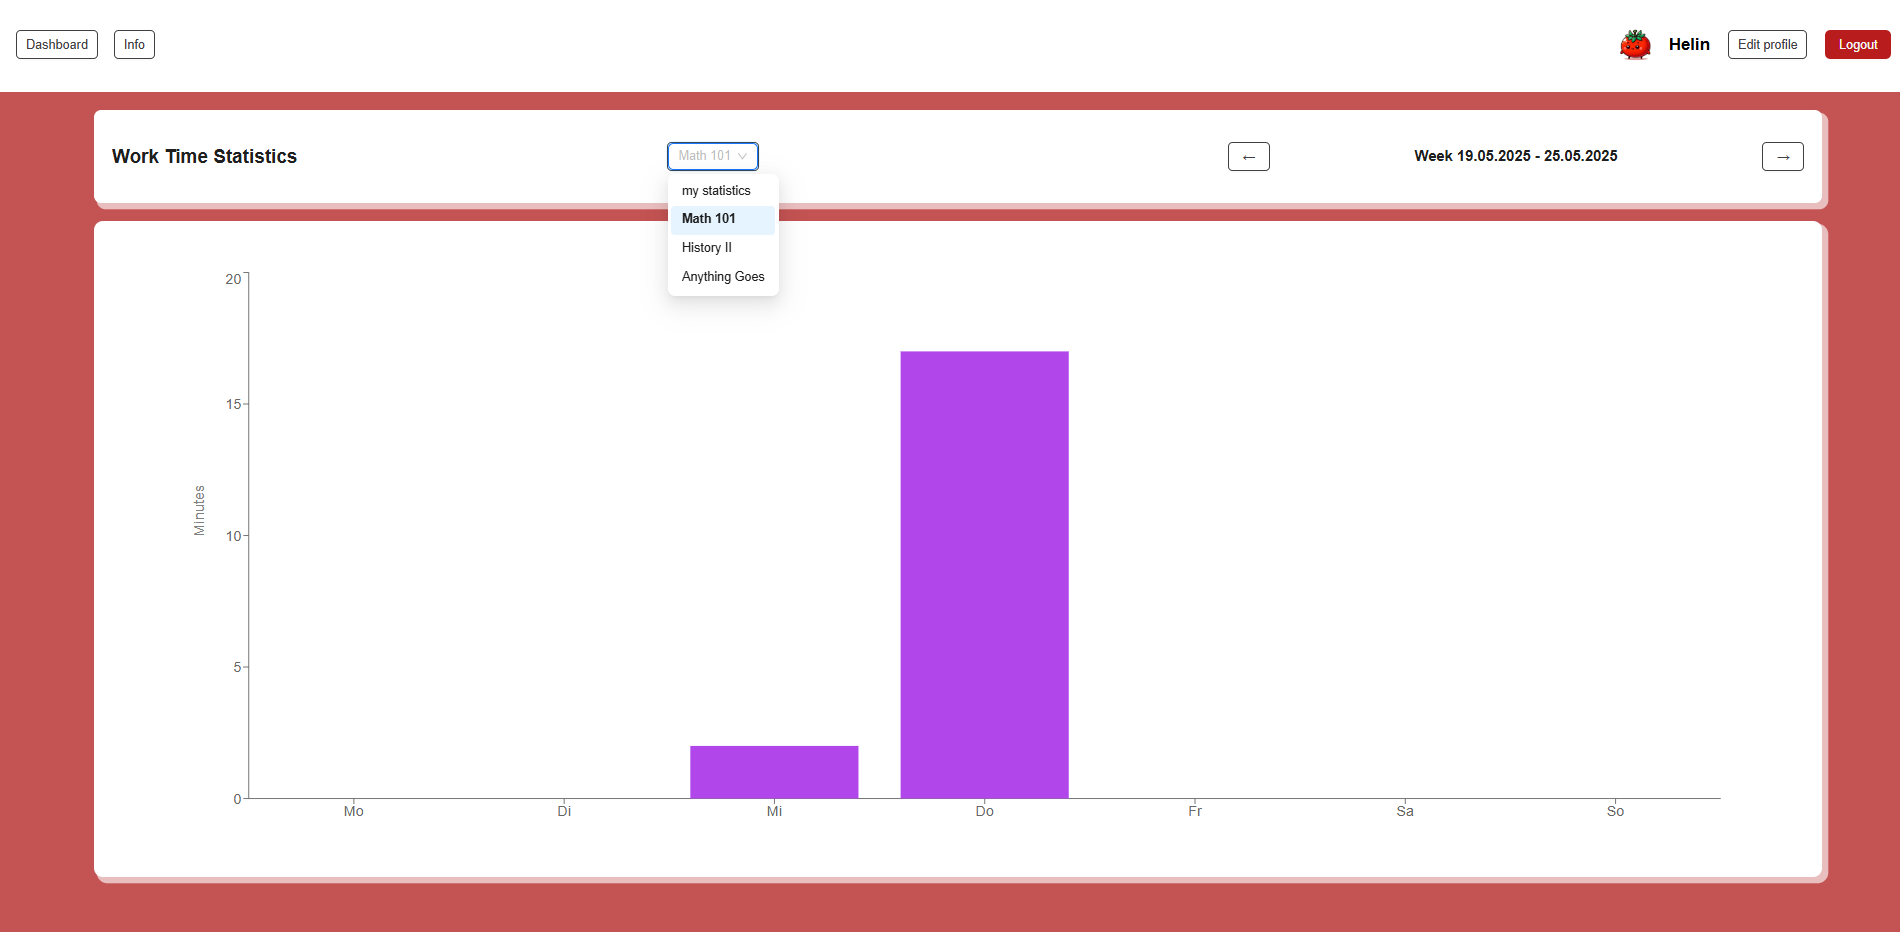 Dashboard
Info
Helin
Edit profile
Logout
Work Time Statistics
Math 101
←
Week 19.05.2025 - 25.05.2025
→
my statistics
Math 101
History II
Anything Goes
20
15
10
5
0
Minutes
Mo
Di
Mi
Do
Fr
Sa
So